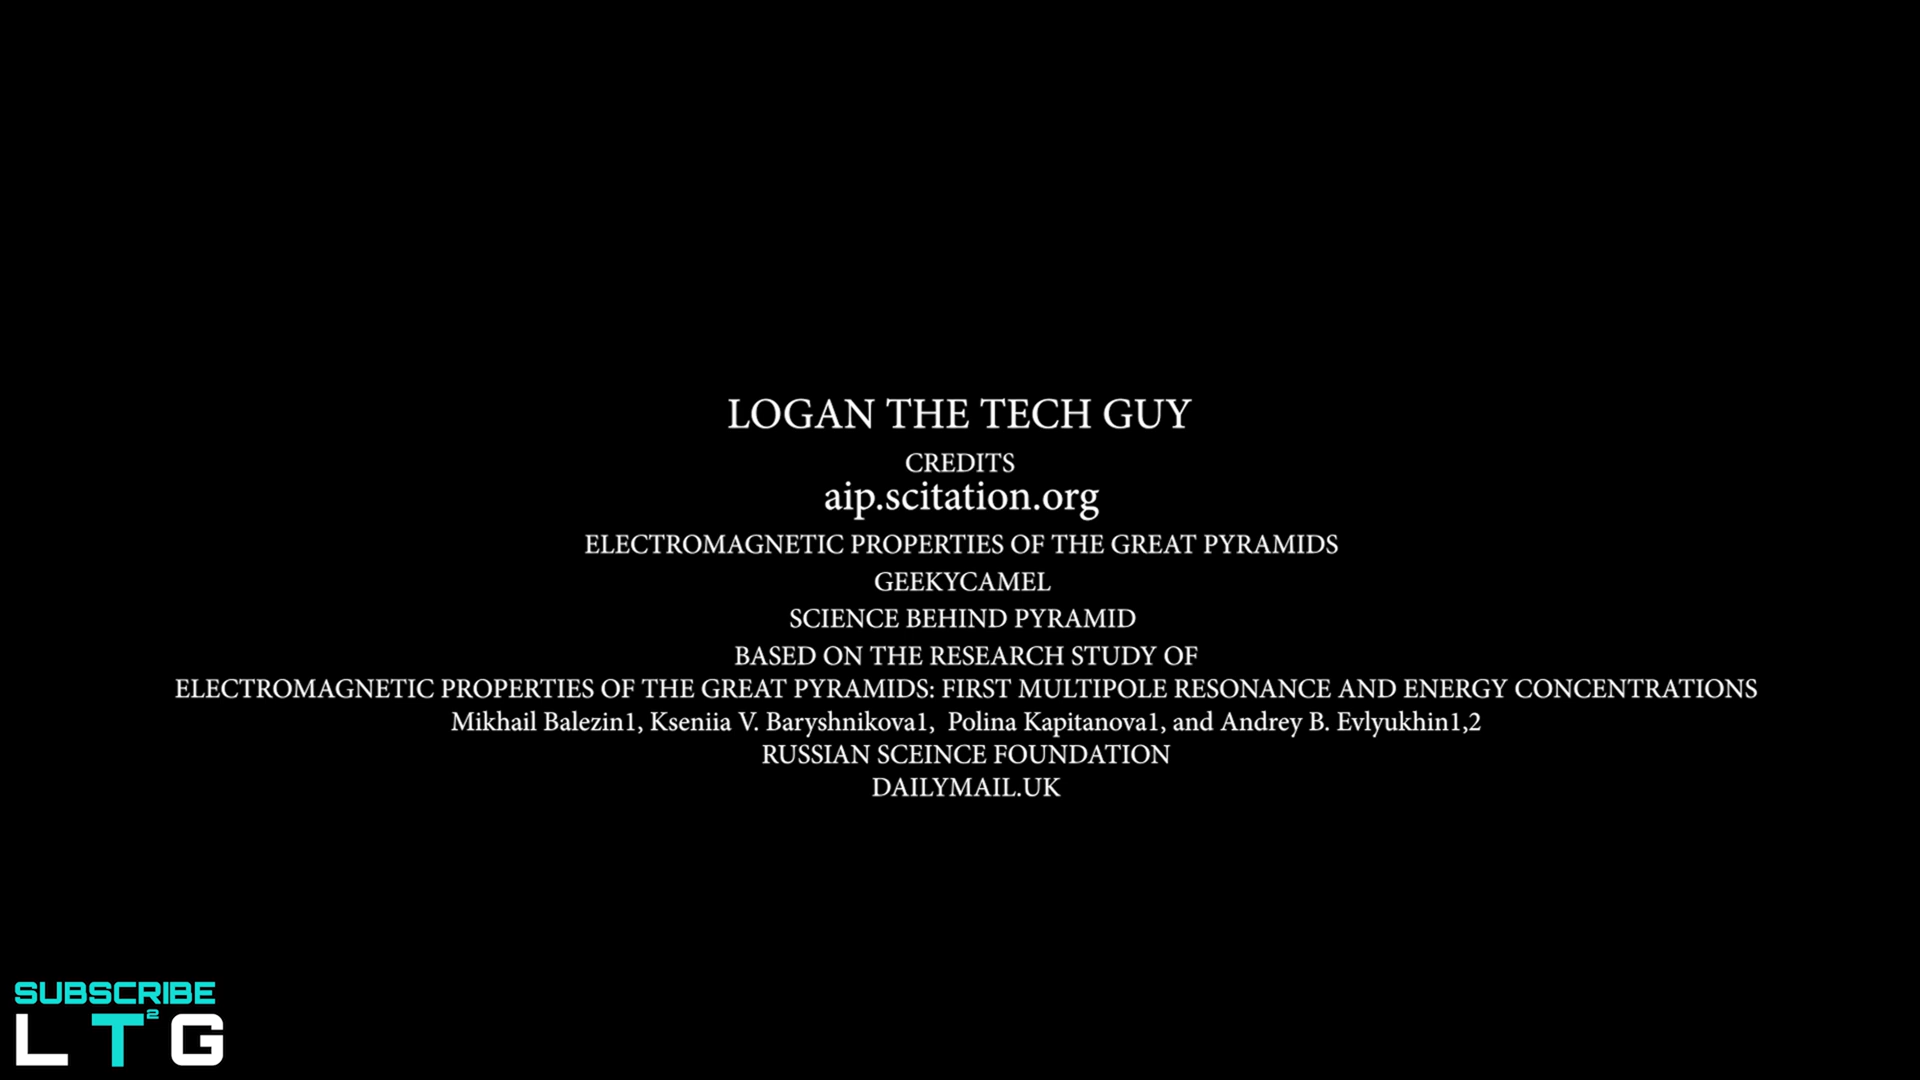 LOGAN THE TECH GUY
CREDITS
aip.scitation.org
ELECTROMAGNETIC PROPERTIES OF THE GREAT PYRAMIDS
GEEKYCAMEL
SCIENCE BEHIND PYRAMID
BASED ON THE RESEARCH STUDY OF
ELECTROMAGNETIC PROPERTIES OF THE GREAT PYRAMIDS: FIRST MULTIPOLE RESONANCE AND ENERGY CONCENTRATIONS
Mikhail Balezin1, Kseniia V. Baryshnikova1,  Polina Kapitanova1, and Andrey B. Evlyukhin1,2
RUSSIAN SCEINCE FOUNDATION
DAILYMAIL.UK
SUBSCRIBE
L T² G